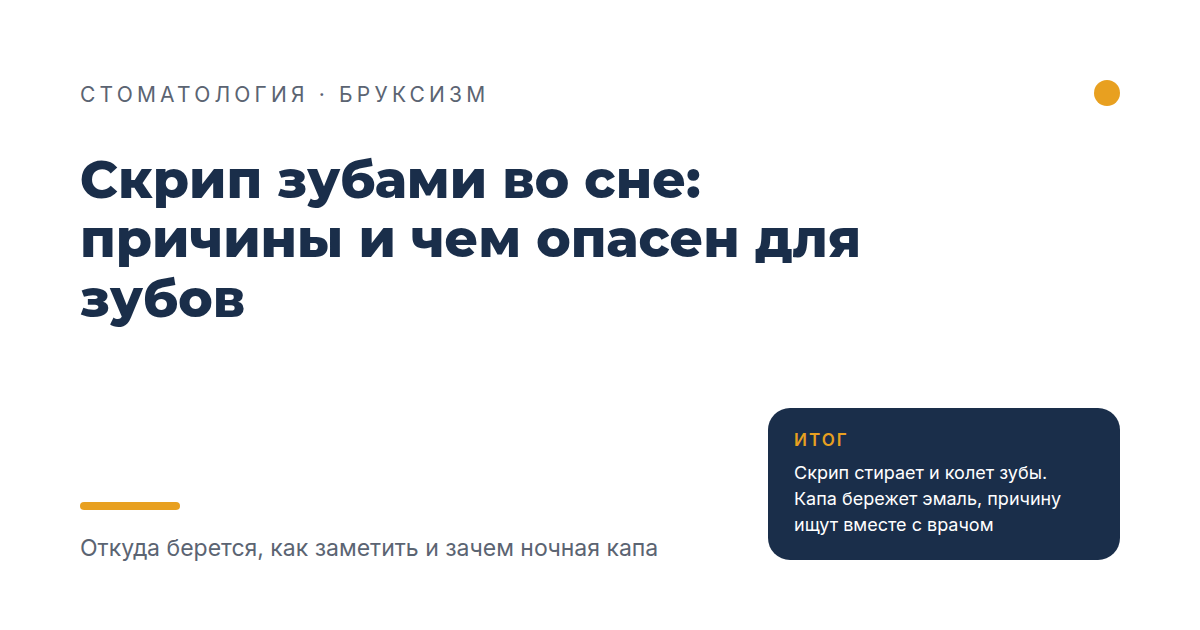 СТОМАТОЛОГИЯ · БРУКСИЗМ
Скрип зубами во сне:
причины и чем опасен для
зубов
Откуда берется, как заметить и зачем ночная капа
ИТОГ
Скрип стирает и колет зубы.
Капа бережет эмаль, причину
ищут вместе с врачом